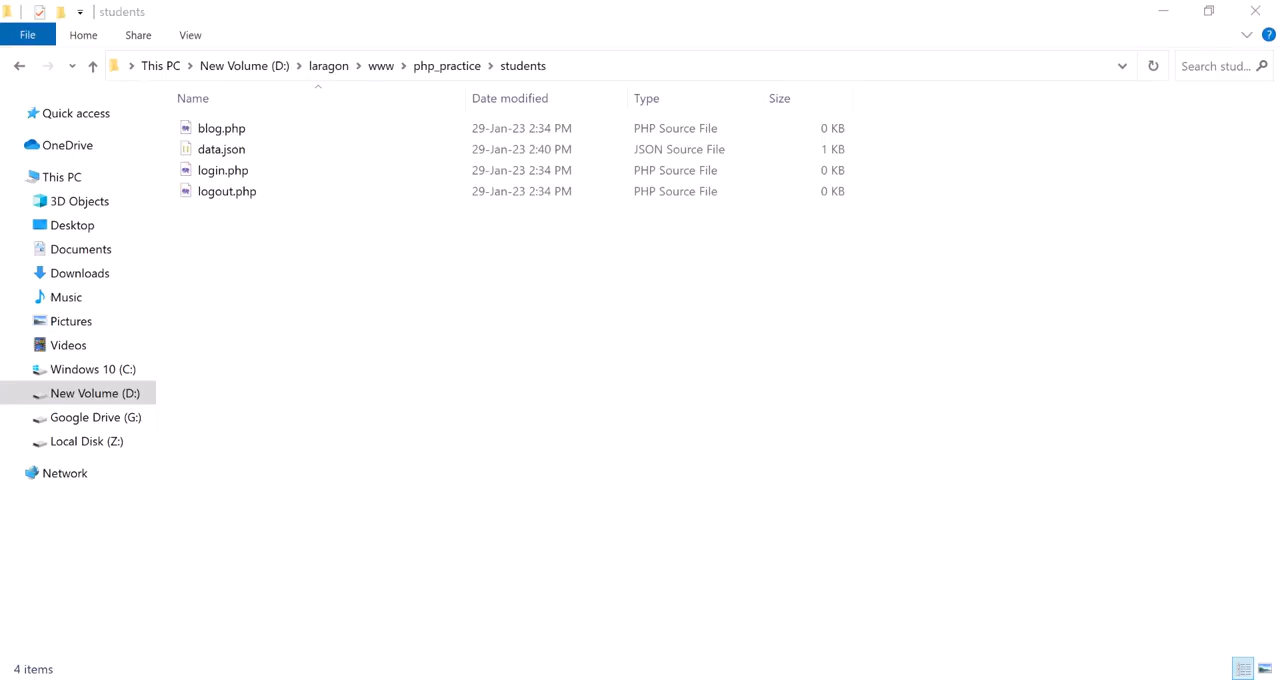 students
File Home Share View
?
This PC New Volume (D:) laragon www php_practice students Search stud...
Name Date modified Type Size
blog.php 29-Jan-23 2:34 PM PHP Source File 0 KB
data.json 29-Jan-23 2:40 PM JSON Source File 1 KB
login.php 29-Jan-23 2:34 PM PHP Source File 0 KB
logout.php 29-Jan-23 2:34 PM PHP Source File 0 KB
Quick access
OneDrive
This PC
3D Objects
Desktop
Documents
Downloads
Music
Pictures
Videos
Windows 10 (C:)
New Volume (D:)
Google Drive (G:)
Local Disk (Z:)
Network
4 items